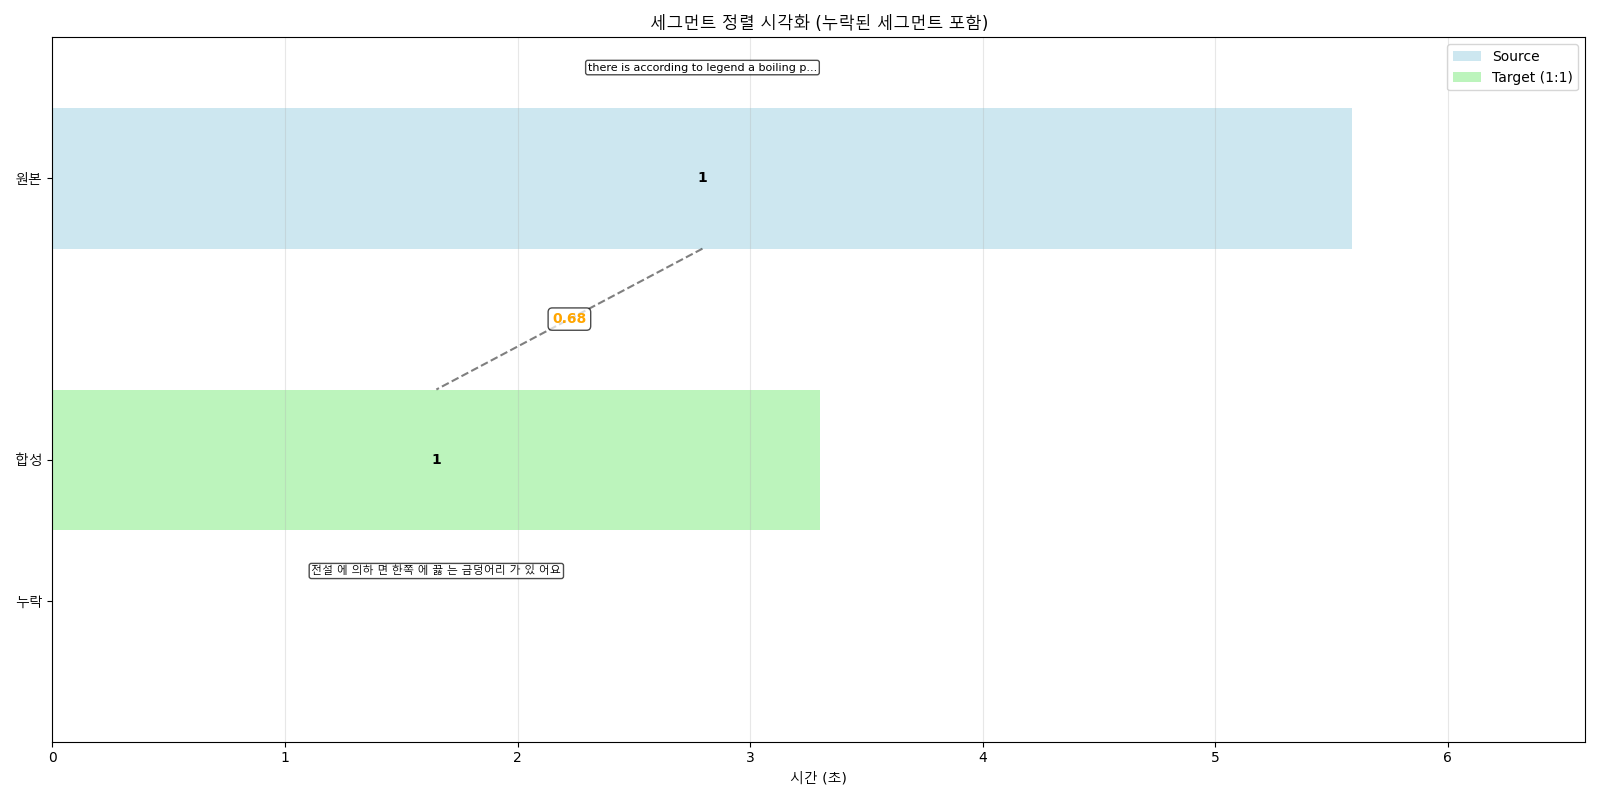 세그먼트 정렬 시각화 (누락된 세그먼트 포함)
there is according to legend a boiling p...
Source
Target (1:1)
원본
1
0.68
합성
1
전설 에 의하 면 한쪽 에 끓 는 금덩어리 가 있 어요
누락
0 1 2 3 4 5 6
시간 (초)